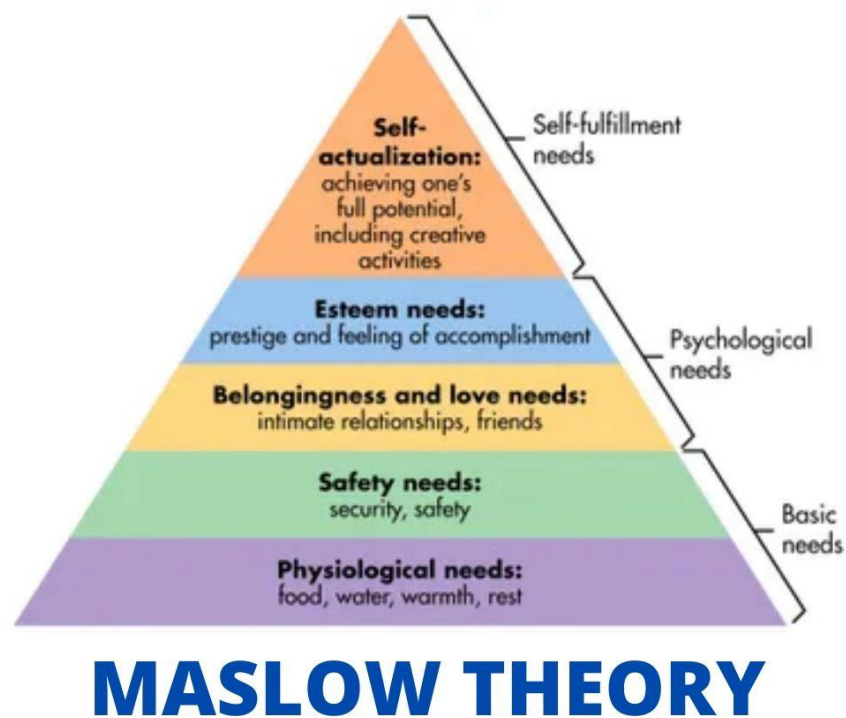 Self-
actualization:
achieving one's
full potential,
including creative
activities
Self-fulfillment
needs
Esteem needs:
prestige and feeling of accomplishment
Psychological
needs
Belongingness and love needs:
intimate relationships, friends
Safety needs:
security, safety
Basic
needs
Physiological needs:
food, water, warmth, rest
MASLOW THEORY